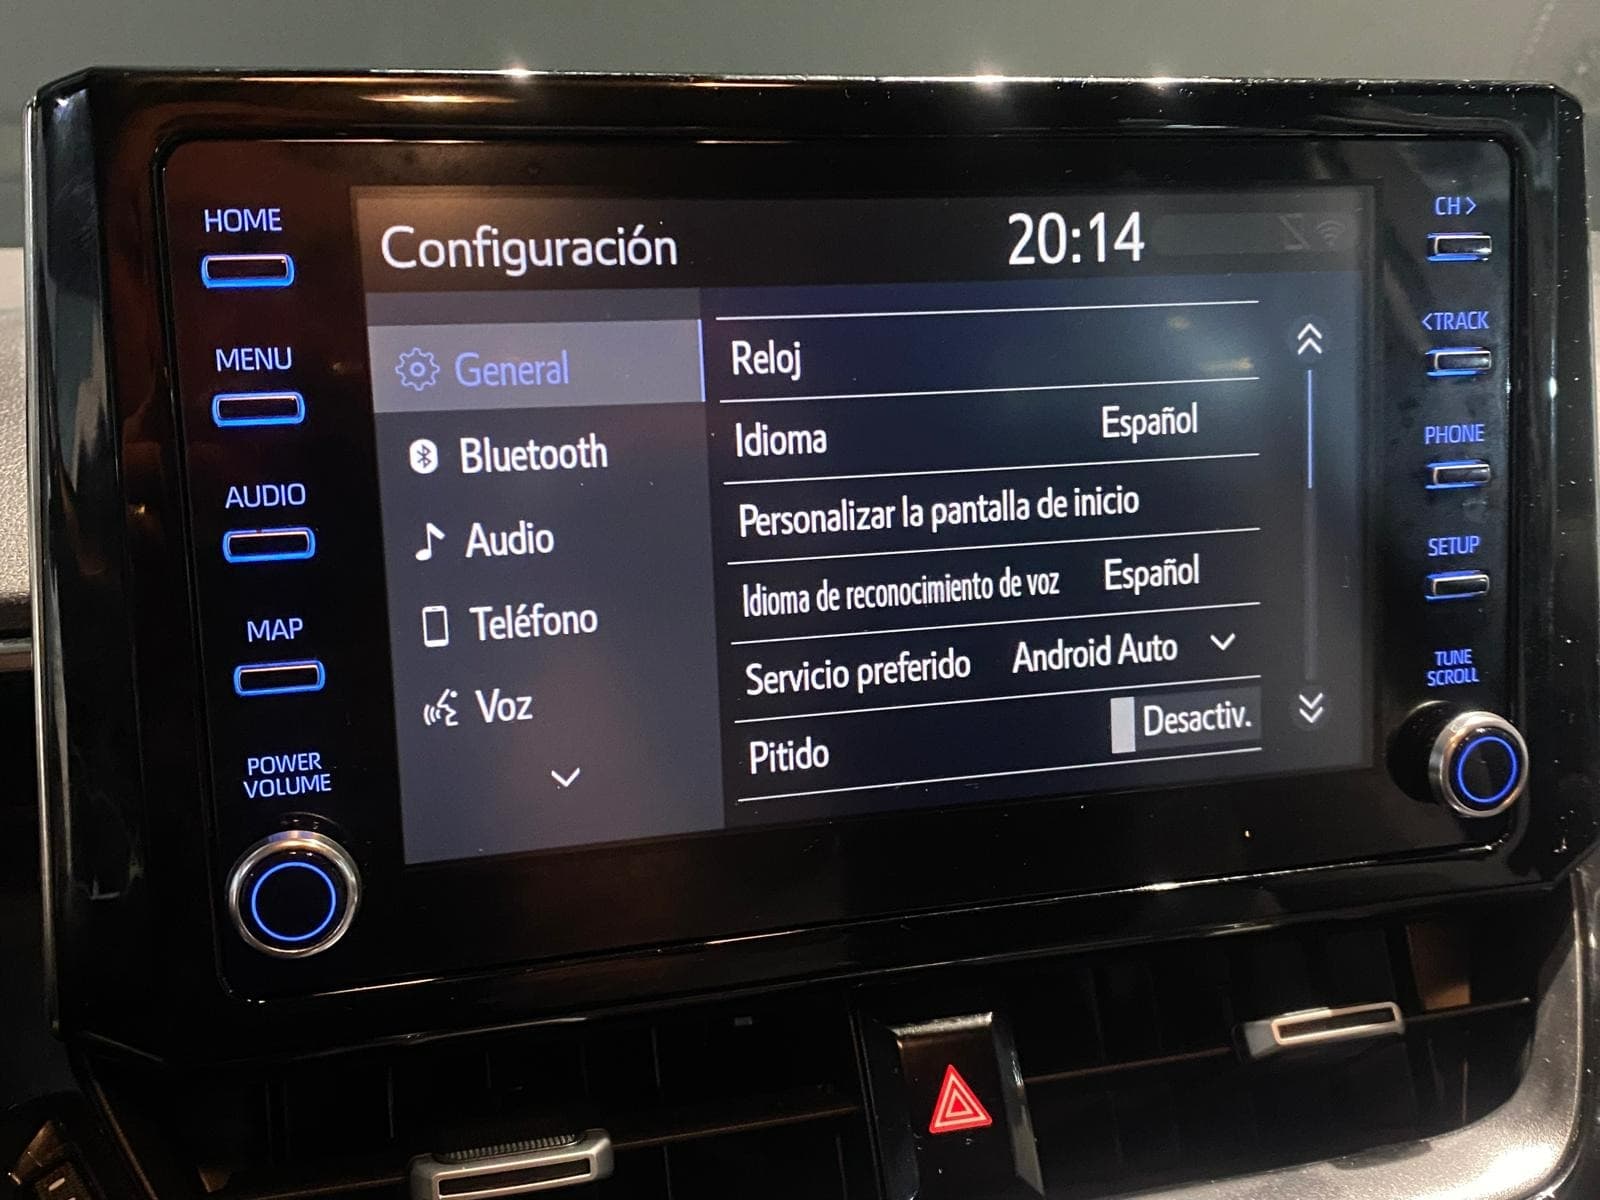 HOME
MENU
AUDIO
MAP
POWER
VOLUME
Configuración
20:14
General
Bluetooth
Audio
Teléfono
Voz
Reloj
Idioma Español
Personalizar la pantalla de inicio
Idioma de reconocimiento de voz Español
Servicio preferido Android Auto
Pitido Desactiv.
CH>
<TRACK
PHONE
SETUP
TUNE
SCROLL